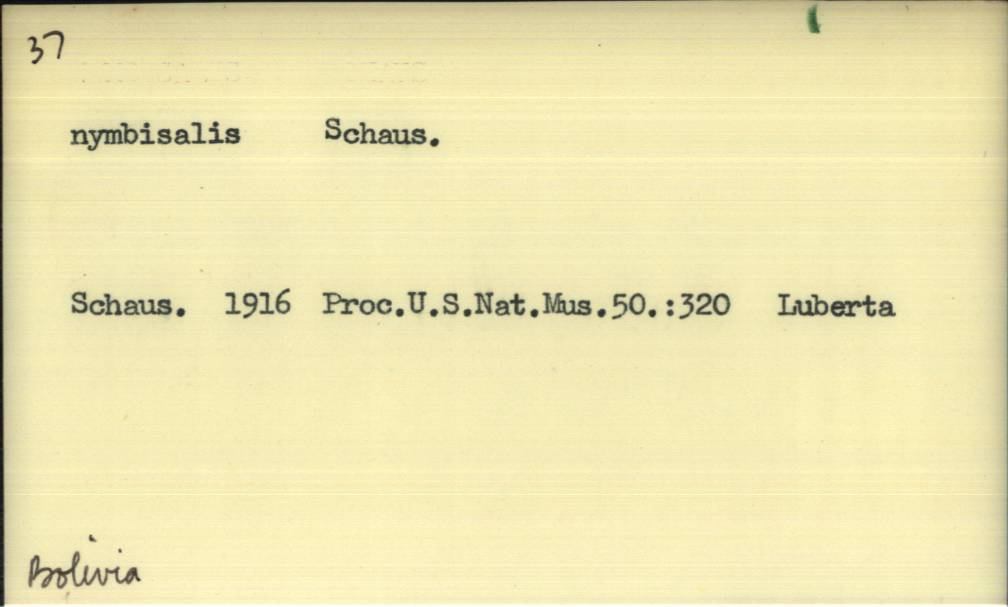 37
nymbisalis Schaus.
Schaus. 1916 Proc.U.S.Nat.Mus.50.:320 Luberta
Bolivia